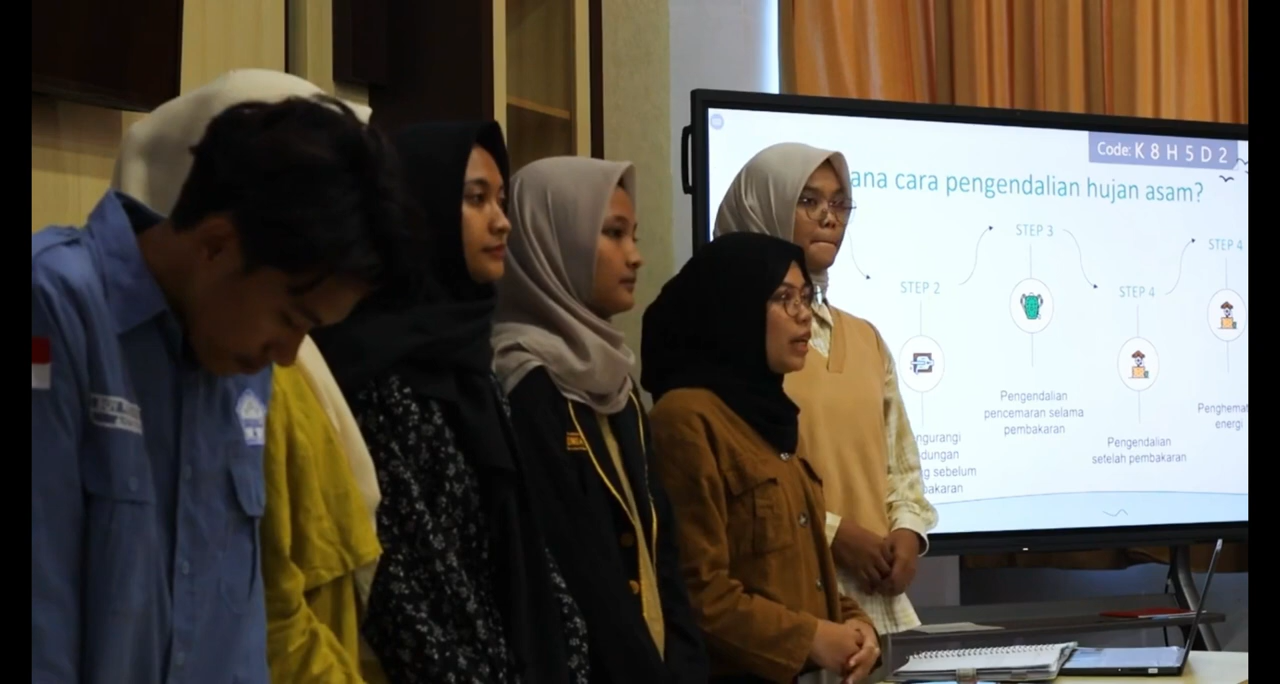 Code: K 8 H 5 D 2
ana cara pengendalian hujan asam?
STEP 2
STEP 3
STEP 4
STEP 4
ngurangi
dungan
g sebelum
bakaran
Pengendalian
pencemaran selama
pembakaran
Pengendalian
setelah pembakaran
Penghemat
energi